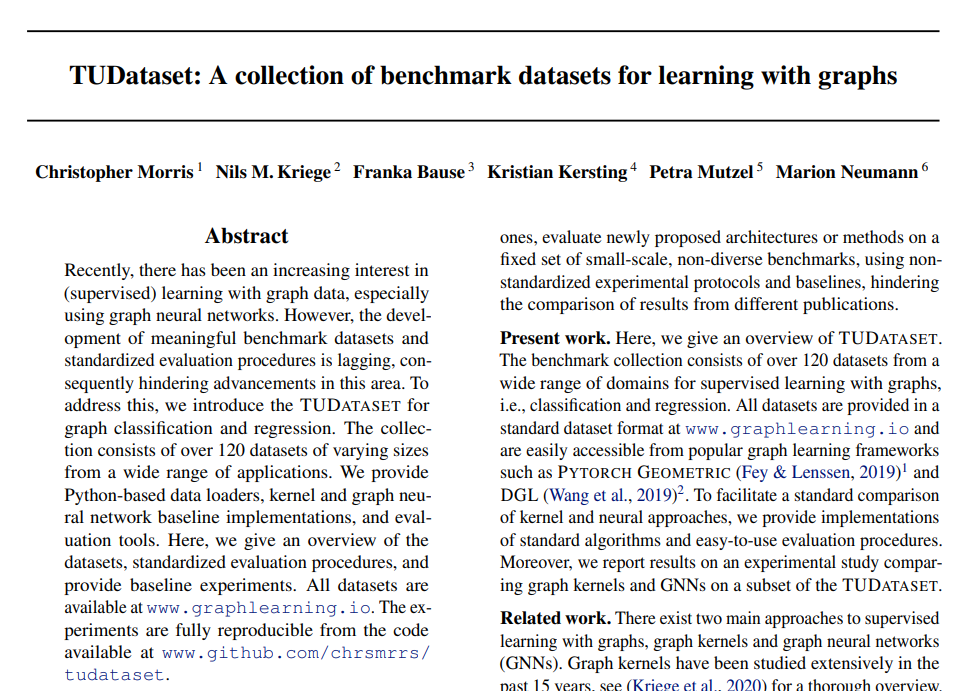 TUDataset: A collection of benchmark datasets for learning with graphs
Christopher Morris 1 Nils M. Kriege 2 Franka Bause 3 Kristian Kersting 4 Petra Mutzel 5 Marion Neumann 6
Abstract
Recently, there has been an increasing interest in
(supervised) learning with graph data, especially
using graph neural networks. However, the devel-
opment of meaningful benchmark datasets and
standardized evaluation procedures is lagging, con-
sequently hindering advancements in this area. To
address this, we introduce the TUDATASET for
graph classification and regression. The collec-
tion consists of over 120 datasets of varying sizes
from a wide range of applications. We provide
Python-based data loaders, kernel and graph neu-
ral network baseline implementations, and eval-
uation tools. Here, we give an overview of the
datasets, standardized evaluation procedures, and
provide baseline experiments. All datasets are
available at www.graphlearning.io. The ex-
periments are fully reproducible from the code
available at www.github.com/chrsmrrs/
tudataset.
ones, evaluate newly proposed architectures or methods on a
fixed set of small-scale, non-diverse benchmarks, using non-
standardized experimental protocols and baselines, hindering
the comparison of results from different publications.
Present work. Here, we give an overview of TUDATASET.
The benchmark collection consists of over 120 datasets from a
wide range of domains for supervised learning with graphs,
i.e., classification and regression. All datasets are provided in a
standard dataset format at www.graphlearning.io and
are easily accessible from popular graph learning frameworks
such as PYTORCH GEOMETRIC (Fey & Lenssen, 2019)1 and
DGL (Wang et al., 2019)2. To facilitate a standard comparison
of kernel and neural approaches, we provide implementations
of standard algorithms and easy-to-use evaluation procedures.
Moreover, we report results on an experimental study compar-
ing graph kernels and GNNs on a subset of the TUDATASET.
Related work. There exist two main approaches to supervised
learning with graphs, graph kernels and graph neural networks
(GNNs). Graph kernels have been studied extensively in the
past 15 years, see (Kriege et al., 2020) for a thorough overview.